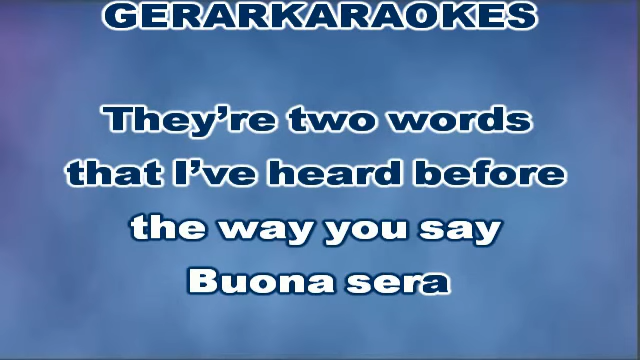 GERARKARAOKES
They’re two words
that I’ve heard before
the way you say
Buona sera